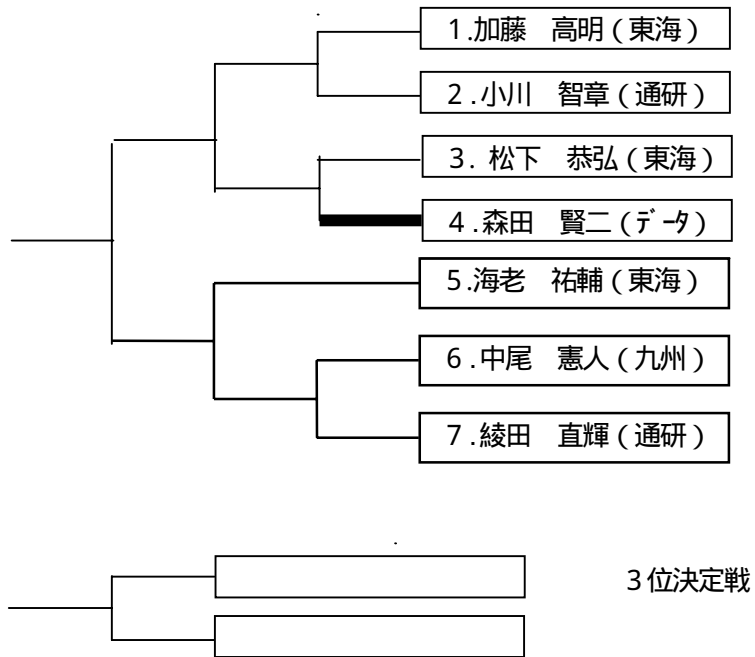 1.加藤　高明(東海)
2.小川　智章(通研)
3.松下　恭弘(東海)
4.森田　賢二(ﾃﾞｰﾀ)
5.海老　祐輔(東海)
6.中尾　憲人(九州)
7.綾田　直輝(通研)
3位決定戦